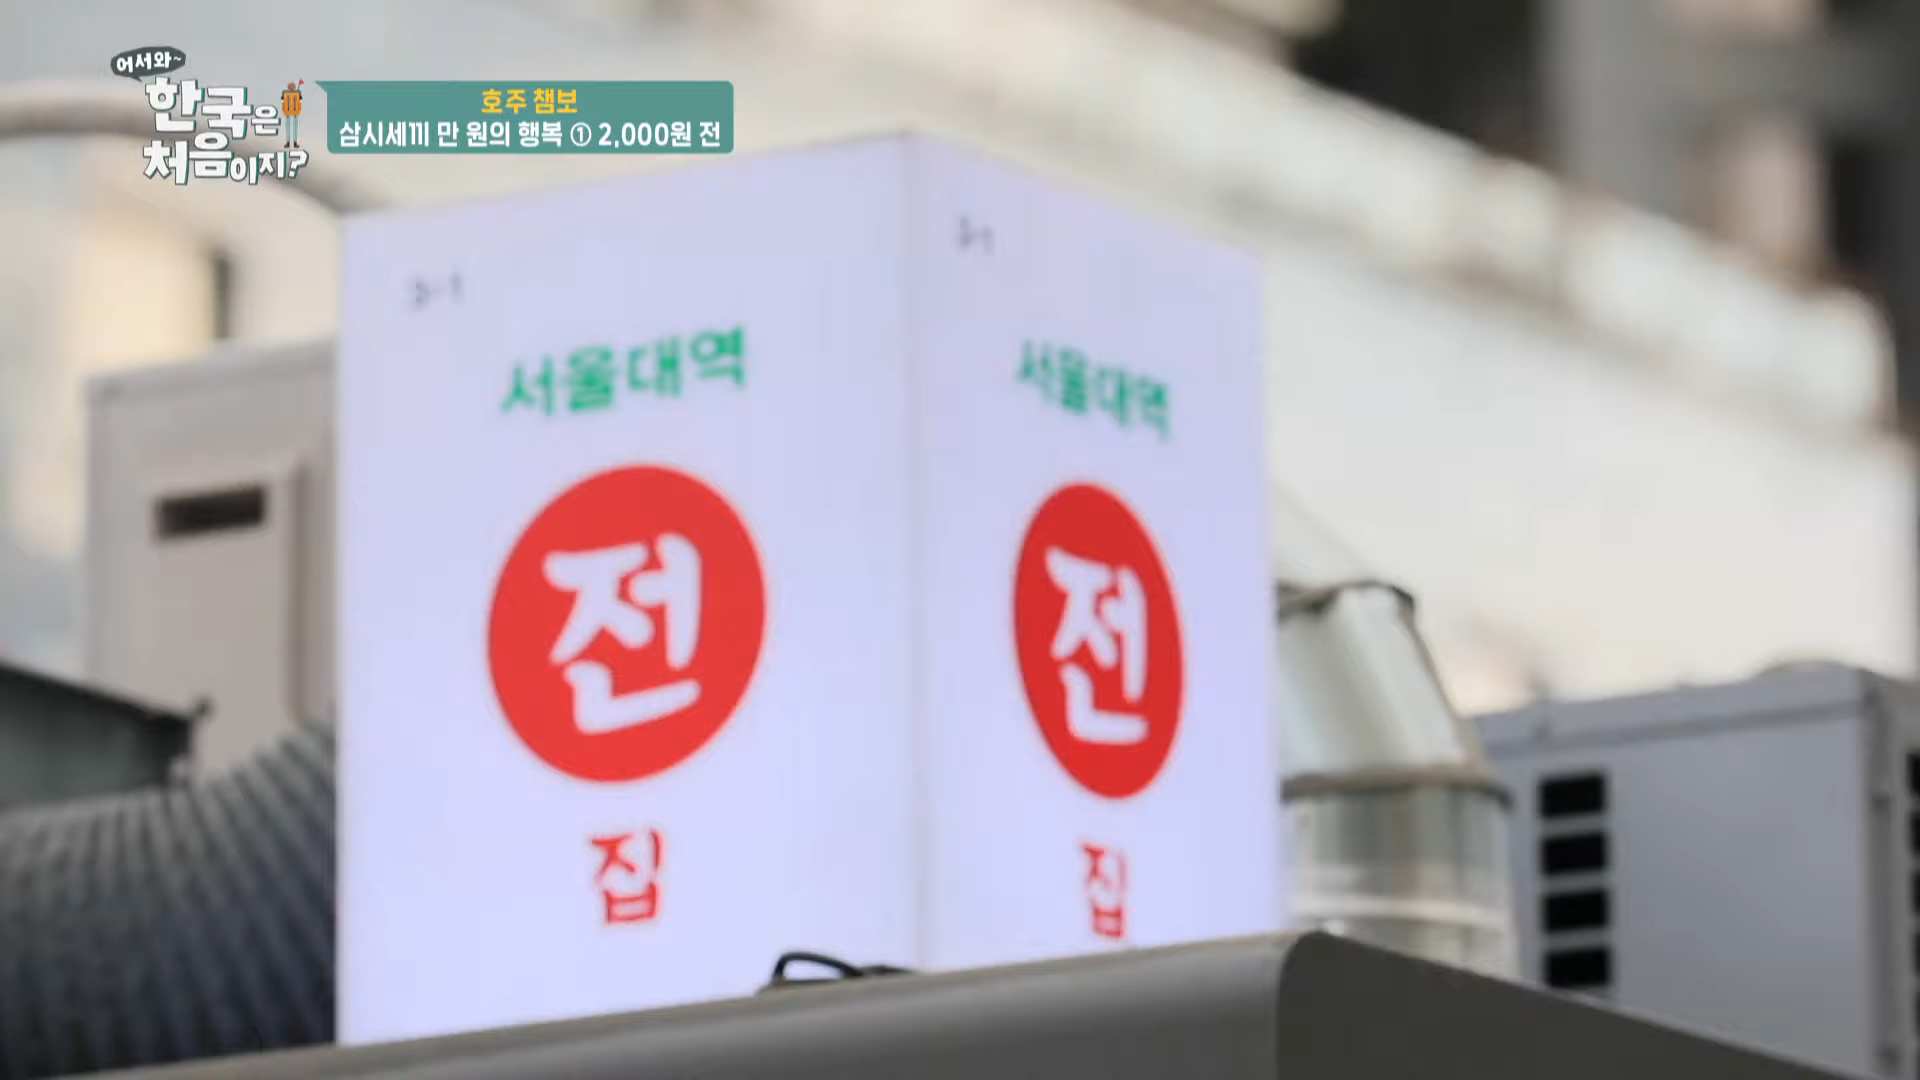 어서와~
한국은
처음이지?
호주 챔보
삼시세끼 만 원의 행복 ① 2,000원 전
서울대역
전
집
서울대역
전
집